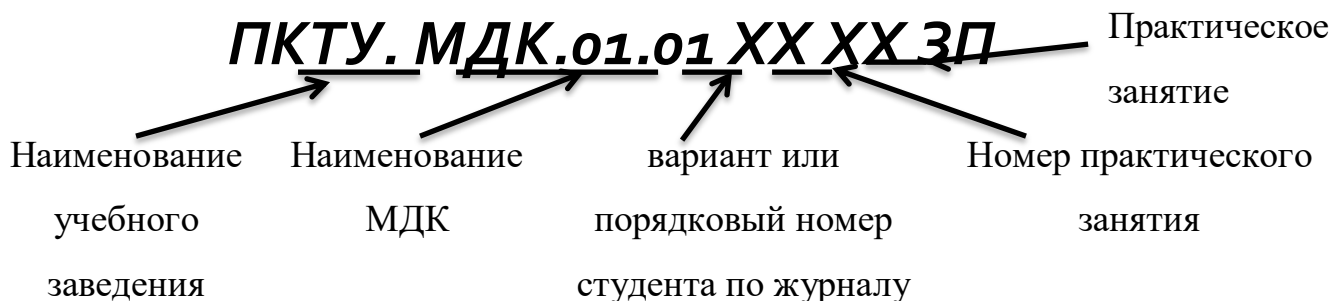 ПКТУ. МДК.01.01 ХХ ХХ ЗП
Практическое
занятие
Наименование
учебного
заведения
Наименование
МДК
вариант или
порядковый номер
студента по журналу
Номер практического
занятия